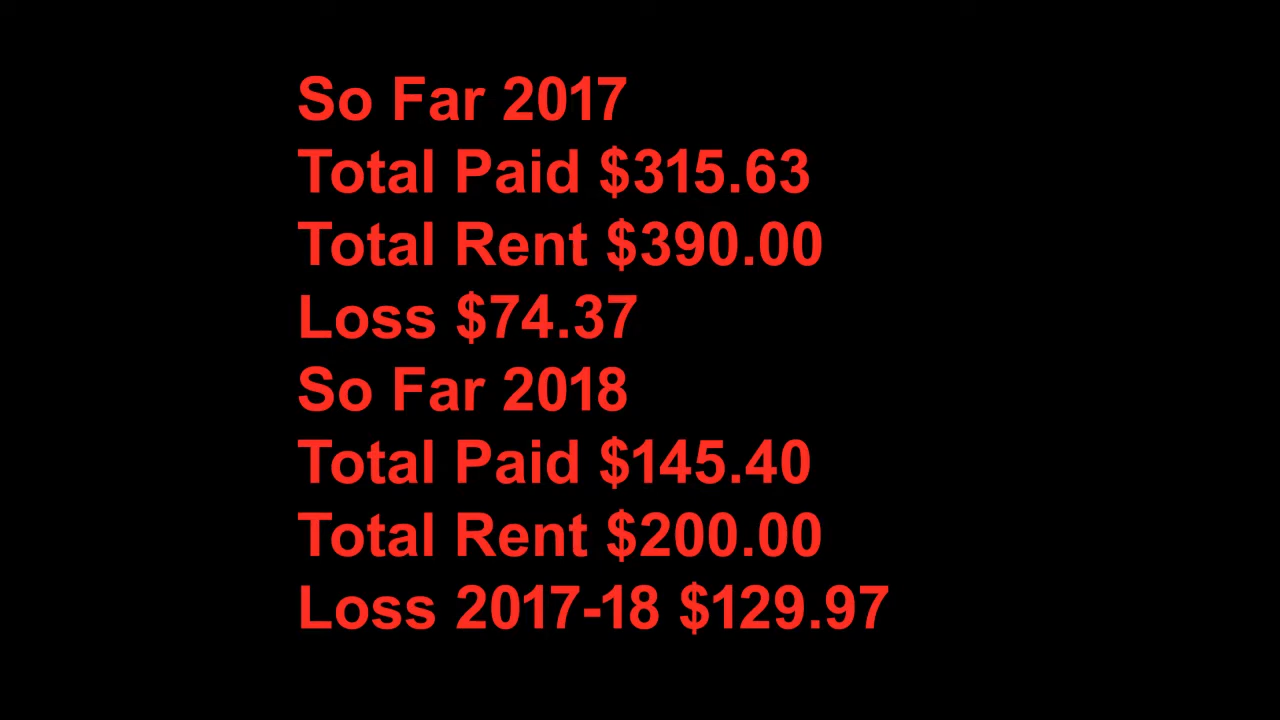 So Far 2017
Total Paid $315.63
Total Rent $390.00
Loss $74.37
So Far 2018
Total Paid $145.40
Total Rent $200.00
Loss 2017-18 $129.97